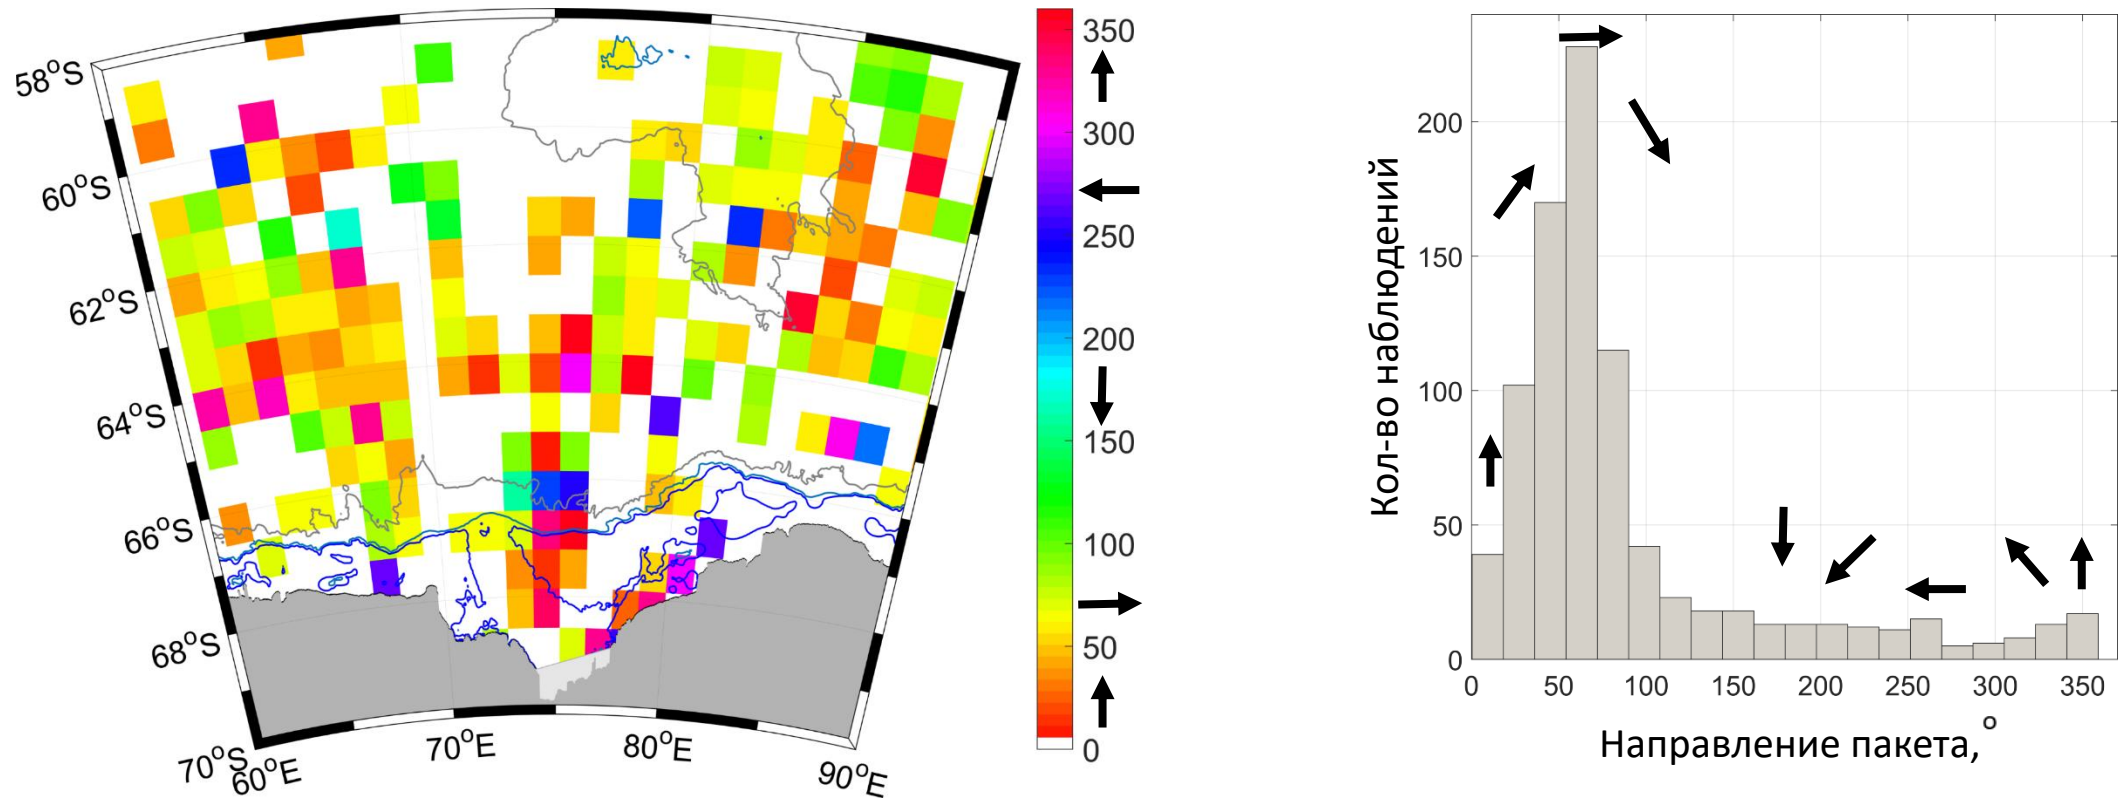 58°S
60°S
62°S
64°S
66°S
68°S
70°S
60°E
70°E
80°E
90°E
350
300
250
200
150
100
50
0
Кол-во наблюдений
200
150
100
50
0
0 50 100 150 200 250 300 350
Направление пакета, °